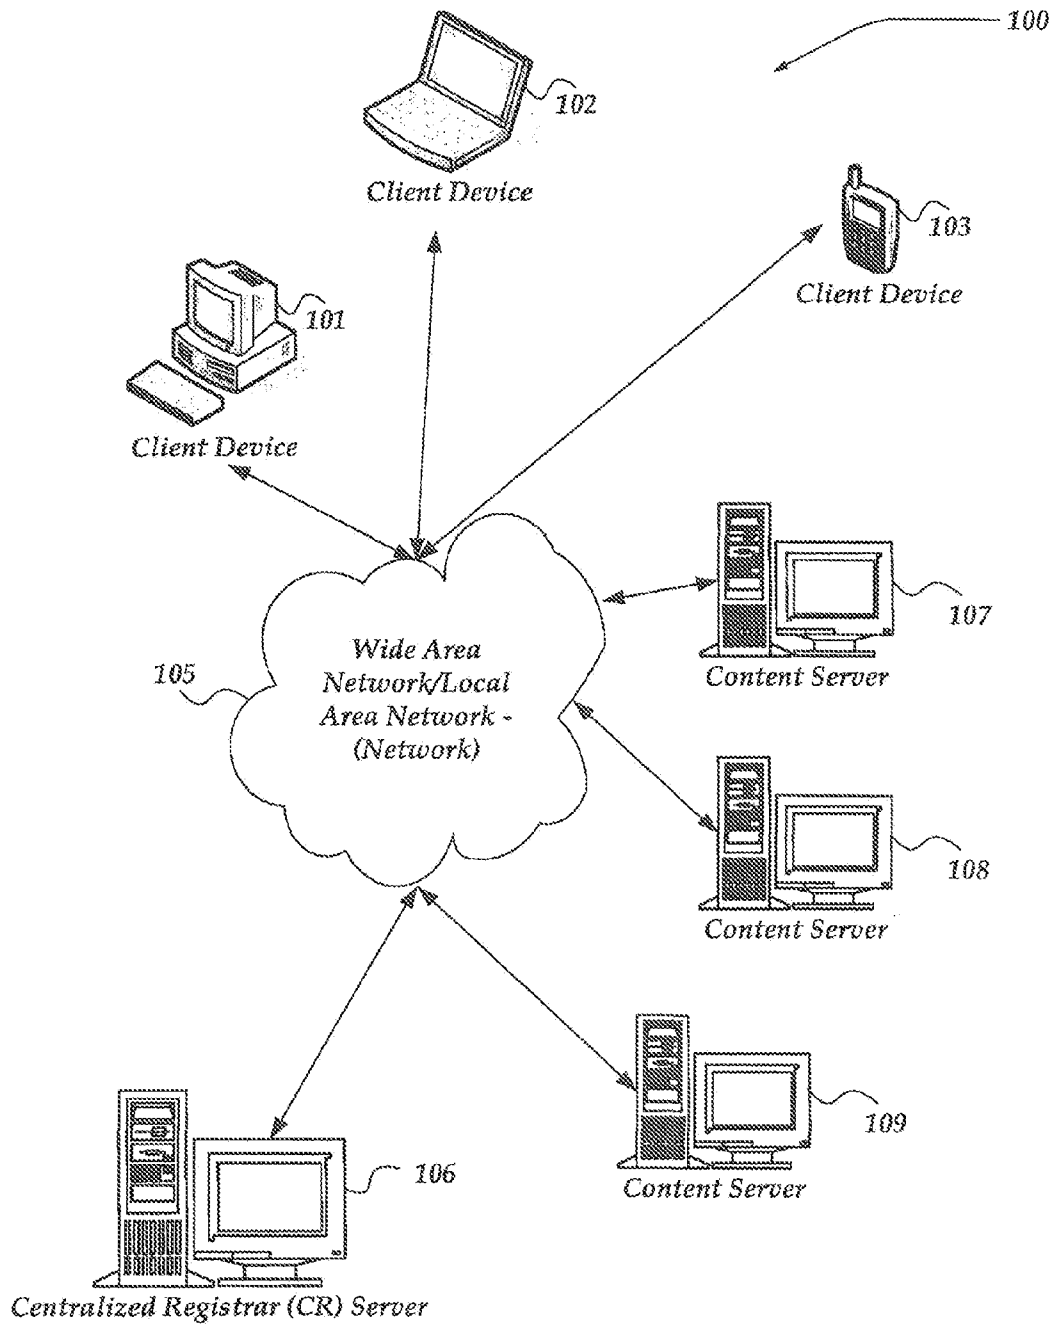 100
102
Client Device
103
Client Device
101
Client Device
107
Content Server
105
Wide Area
Network/Local
Area Network -
(Network)
108
Content Server
109
Content Server
106
Centralized Registrar (CR) Server